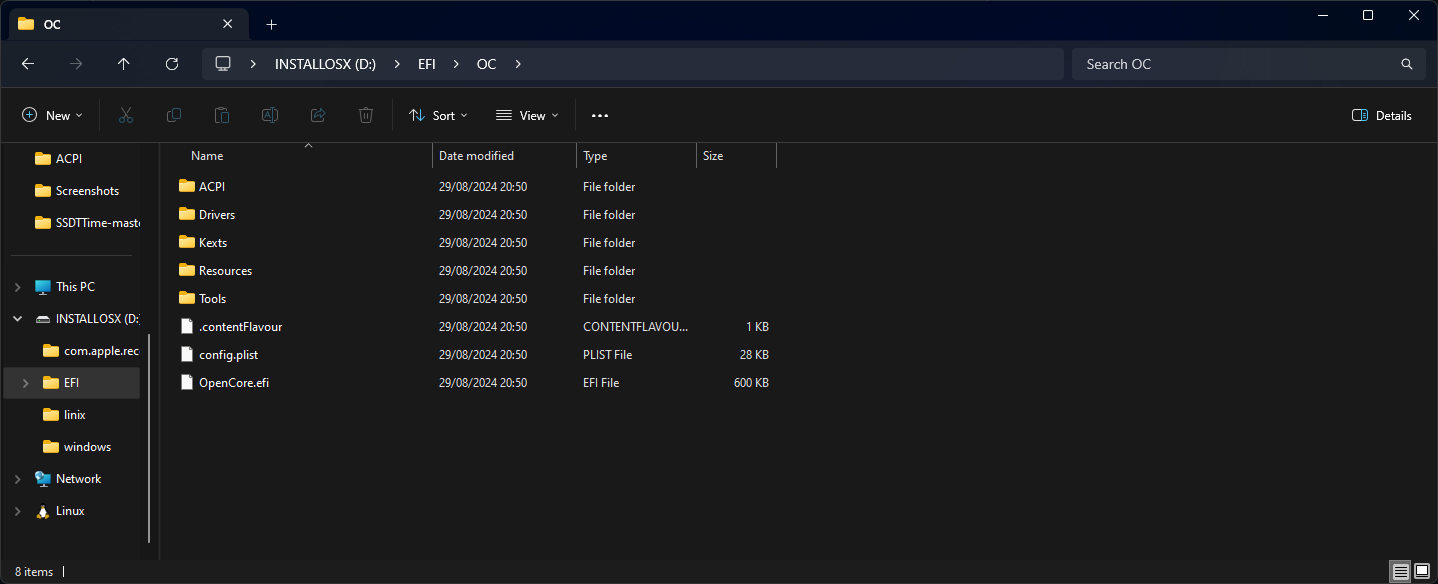 OC
INSTALLOSX (D:) EFI OC
Search OC
New Sort View Details
ACPI
Screenshots
SSDTTime-maste
This PC
INSTALLOSX (D:
com.apple.rec
EFI
linix
windows
Network
Linux
Name Date modified Type Size
ACPI 29/08/2024 20:50 File folder
Drivers 29/08/2024 20:50 File folder
Kexts 29/08/2024 20:50 File folder
Resources 29/08/2024 20:50 File folder
Tools 29/08/2024 20:50 File folder
.contentFlavour 29/08/2024 20:50 CONTENTFLAVOU... 1 KB
config.plist 29/08/2024 20:50 PLIST File 28 KB
OpenCore.efi 29/08/2024 20:50 EFI File 600 KB
8 items